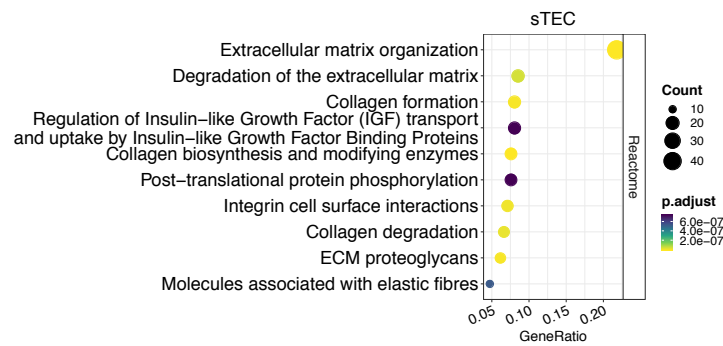 sTEC
Extracellular matrix organization
Degradation of the extracellular matrix
Collagen formation
Regulation of Insulin−like Growth Factor (IGF) transport
and uptake by Insulin−like Growth Factor Binding Proteins
Collagen biosynthesis and modifying enzymes
Post−translational protein phosphorylation
Integrin cell surface interactions
Collagen degradation
ECM proteoglycans
Molecules associated with elastic fibres
Reactome
0.05 0.10 0.15 0.20
GeneRatio
Count
10
20
30
40
p.adjust
6.0e−07
4.0e−07
2.0e−07